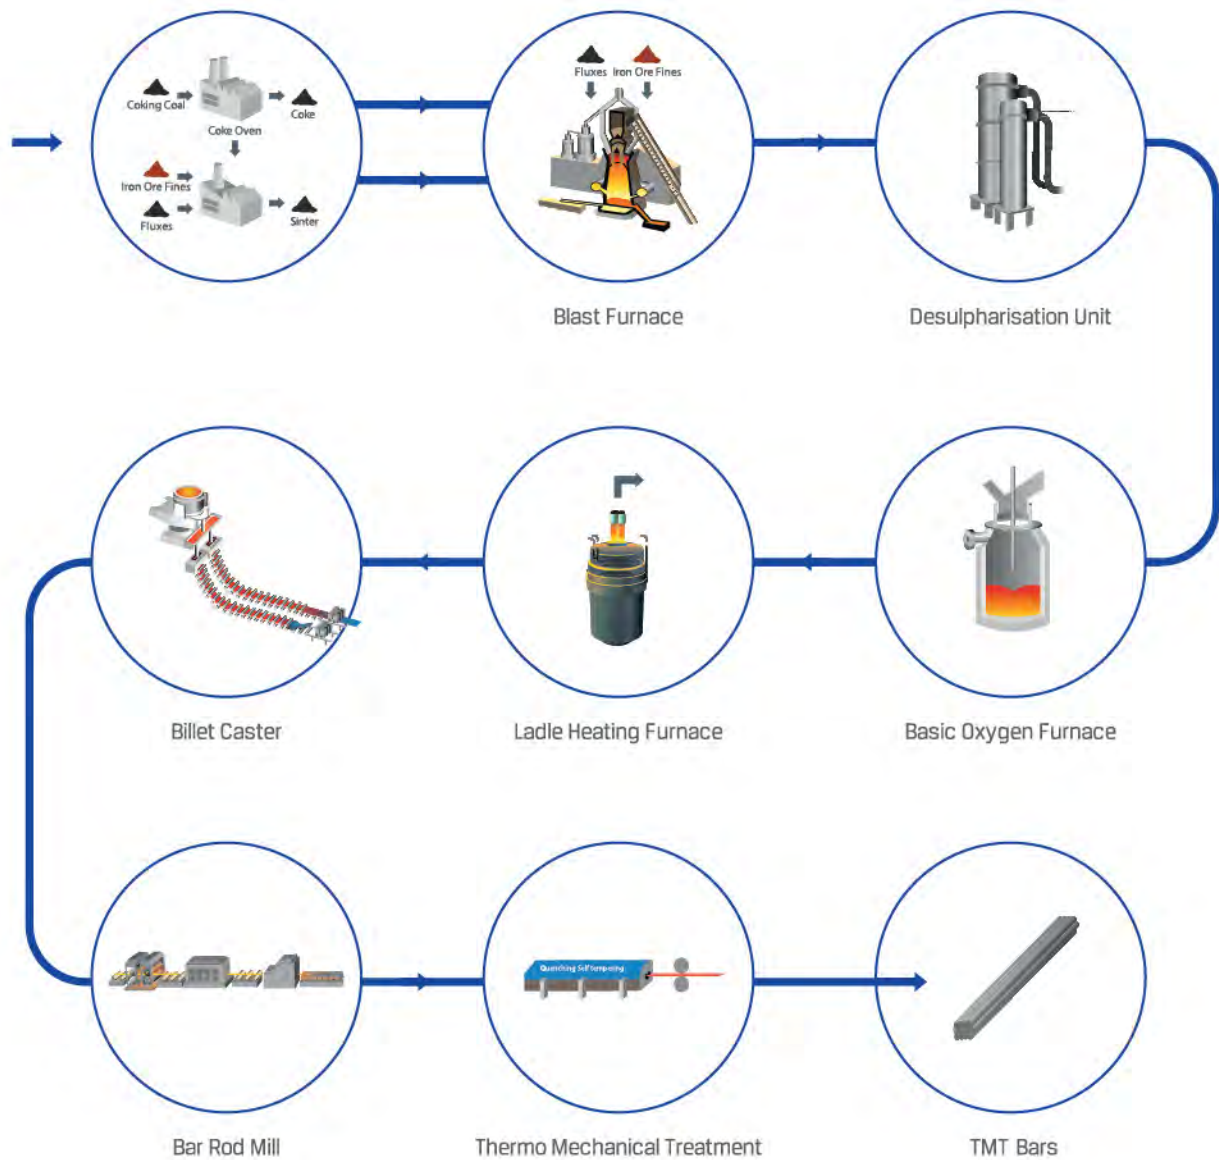 Fluxes
Iron Ore Fines
Coking Coal
Coke
Coke Oven
Iron Ore Fines
Fluxes
Sinter
Blast Furnace
Desulpharisation Unit
Billet Caster
Ladle Heating Furnace
Basic Oxygen Furnace
Quenching Self Tempering
Bar Rod Mill
Thermo Mechanical Treatment
TMT Bars